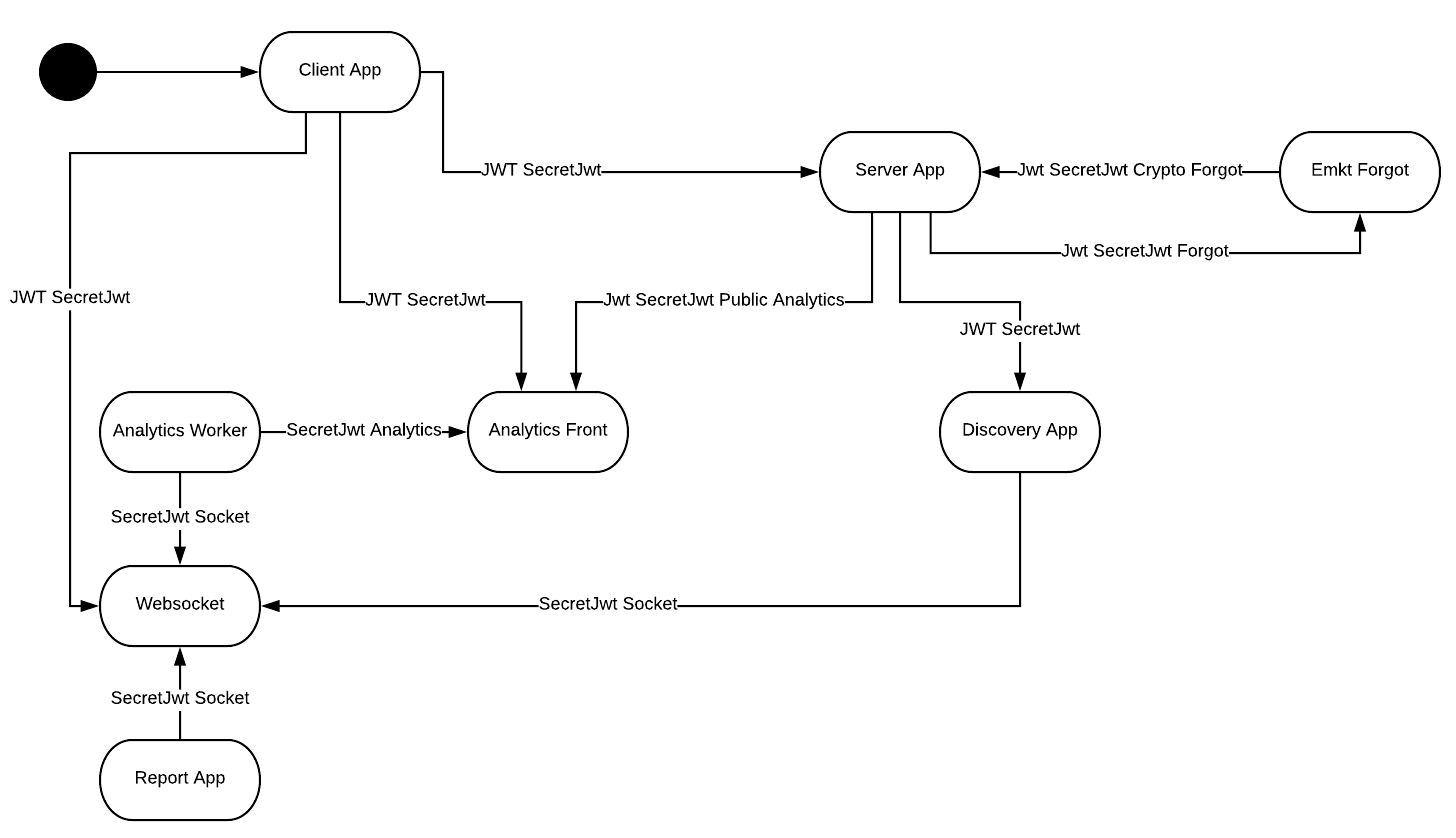 Client App
JWT SecretJwt
Server App
Jwt SecretJwt Crypto Forgot
Emkt Forgot
Jwt SecretJwt Forgot
JWT SecretJwt
JWT SecretJwt
Jwt SecretJwt Public Analytics
JWT SecretJwt
Analytics Worker
SecretJwt Analytics
Analytics Front
Discovery App
SecretJwt Socket
Websocket
SecretJwt Socket
SecretJwt Socket
Report App